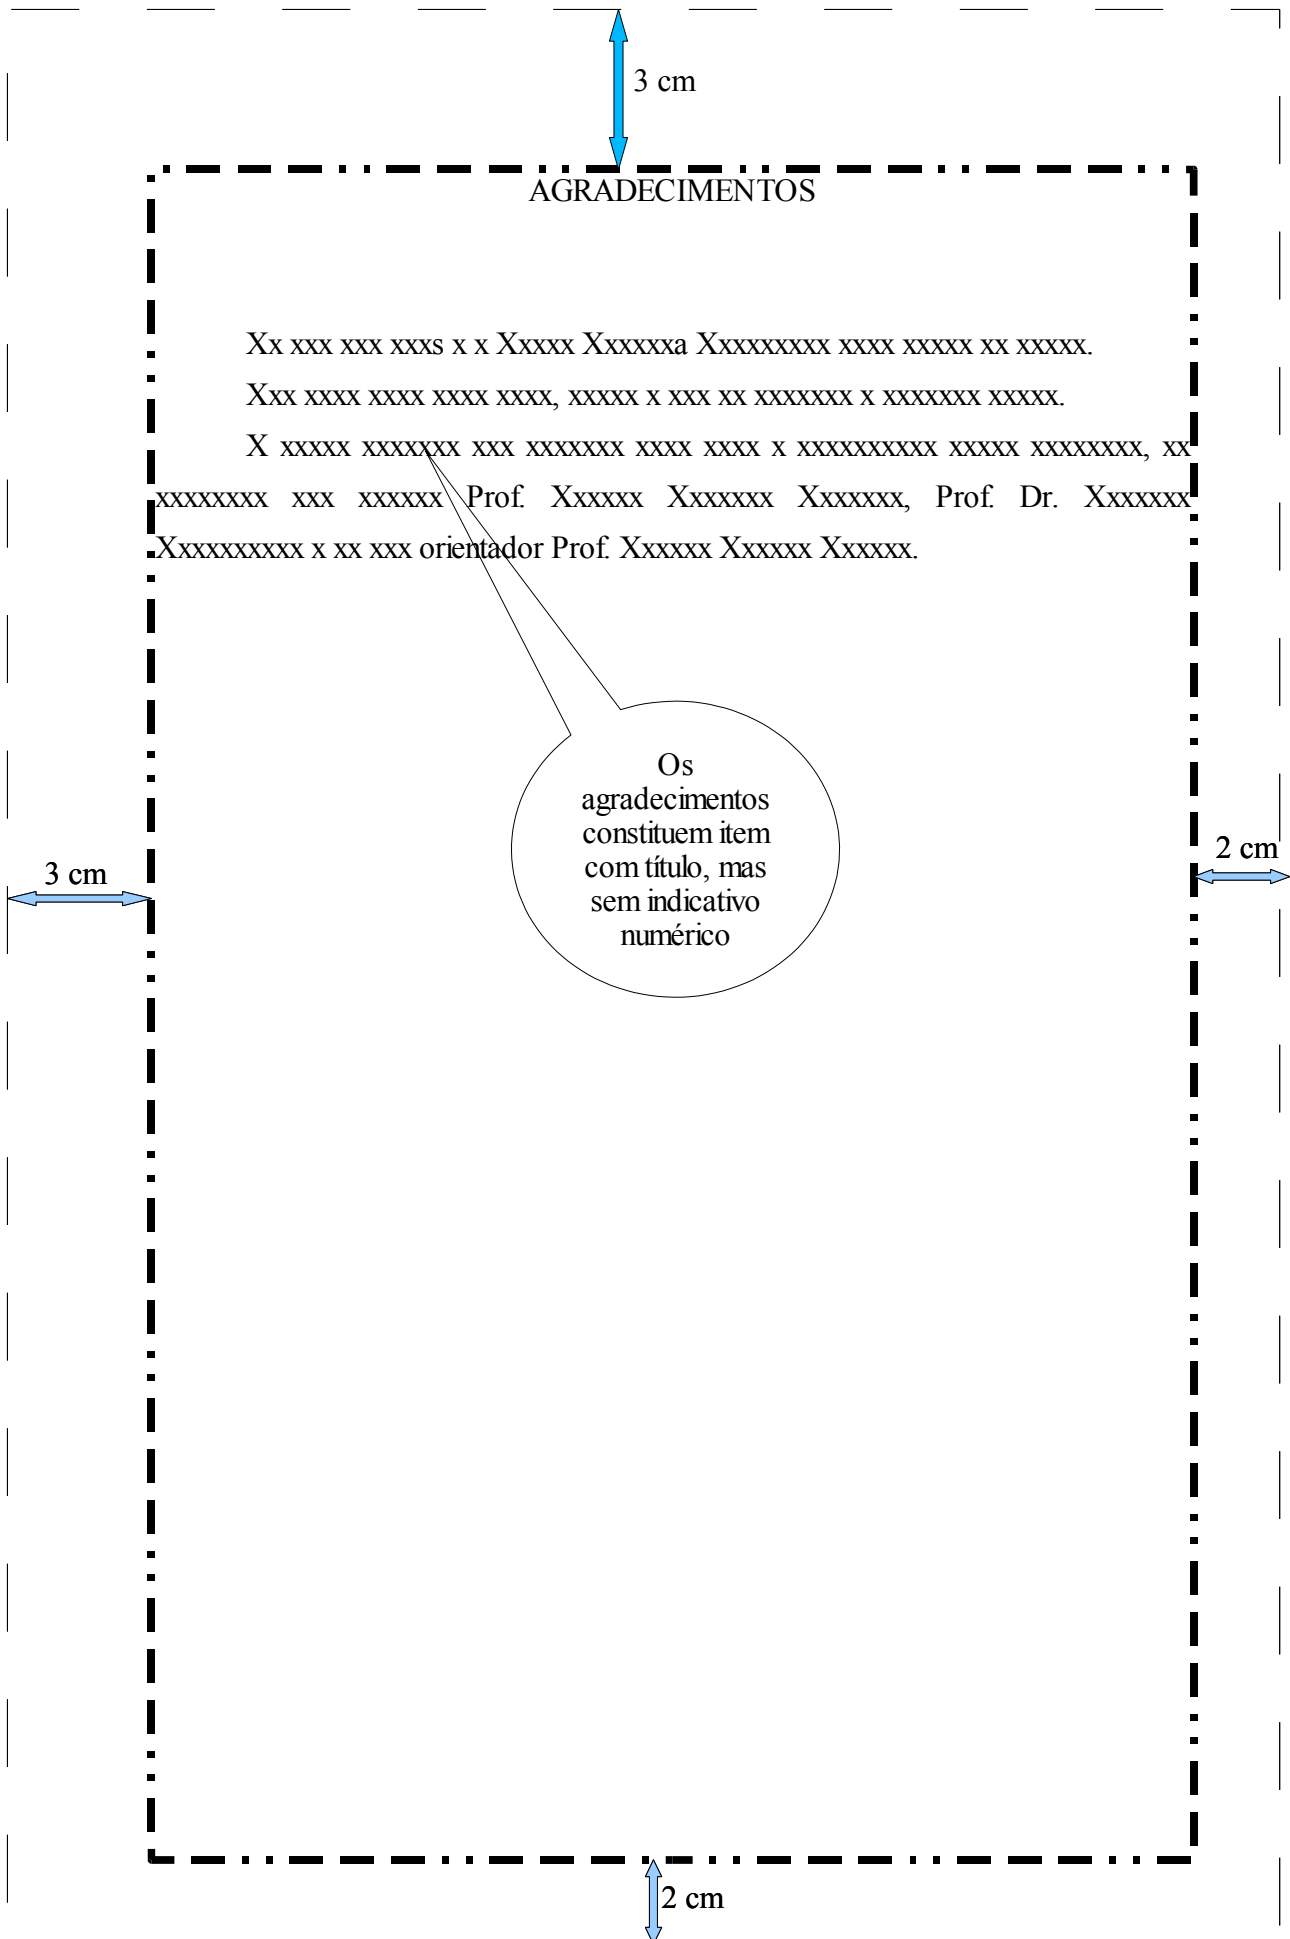 3 cm
AGRADECIMENTOS
Xx xxx xxx xxxs x x Xxxxx Xxxxxxa Xxxxxxxxx xxxx xxxxx xx xxxxx.
Xxx xxxx xxxx xxxx xxxx, xxxxx x xxx xx xxxxxxx x xxxxxxx xxxxx.
X xxxxx xxxxxxx xxx xxxxxxx xxxx xxxx x xxxxxxxxxx xxxxx xxxxxxxx, xx
xxxxxxxx xxx xxxxxx Prof. Xxxxxx Xxxxxxx Xxxxxxx, Prof. Dr. Xxxxxxx
Xxxxxxxxxx x xx xxx orientador Prof. Xxxxxx Xxxxxx Xxxxxx.
Os
agradecimentos
constituem item
com título, mas
sem indicativo
numérico
3 cm
2 cm
2 cm